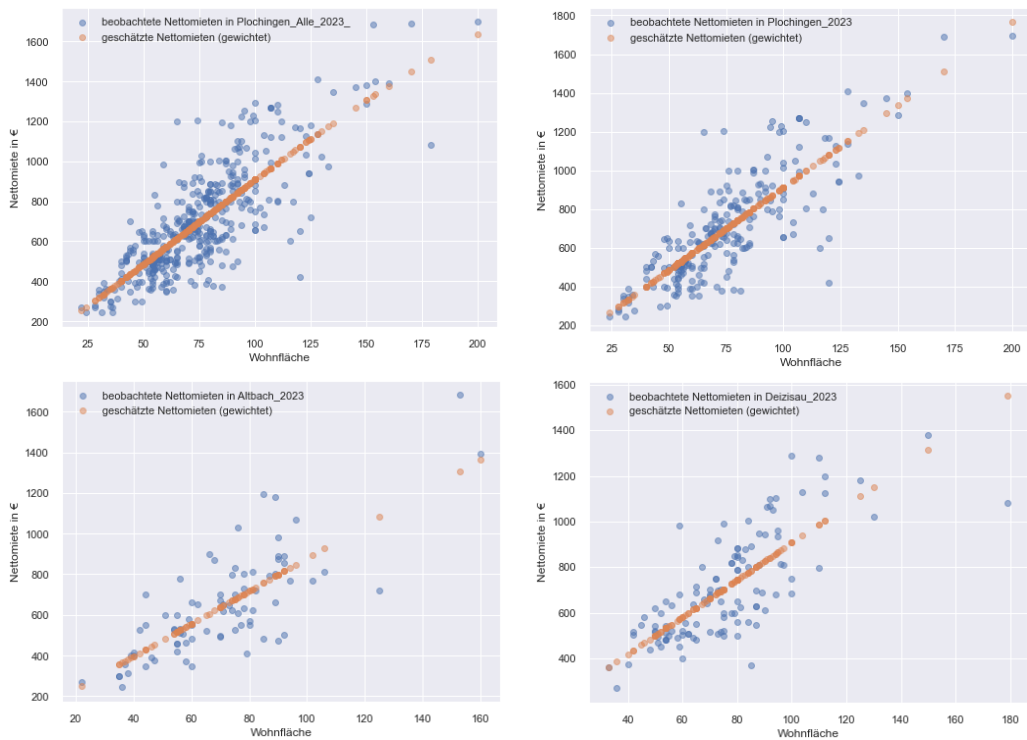 beobachtete Nettomieten in Plochingen_Alle_2023_
geschätzte Nettomieten (gewichtet)
1600
1400
1200
1000
800
600
400
200
Nettomiete in €
25 50 75 100 125 150 175 200
Wohnfläche
beobachtete Nettomieten in Plochingen_2023
geschätzte Nettomieten (gewichtet)
1800
1600
1400
1200
1000
800
600
400
200
Nettomiete in €
25 50 75 100 125 150 175 200
Wohnfläche
beobachtete Nettomieten in Altbach_2023
geschätzte Nettomieten (gewichtet)
1600
1400
1200
1000
800
600
400
200
Nettomiete in €
20 40 60 80 100 120 140 160
Wohnfläche
beobachtete Nettomieten in Deizisau_2023
geschätzte Nettomieten (gewichtet)
1600
1400
1200
1000
800
600
400
Nettomiete in €
40 60 80 100 120 140 160 180
Wohnfläche